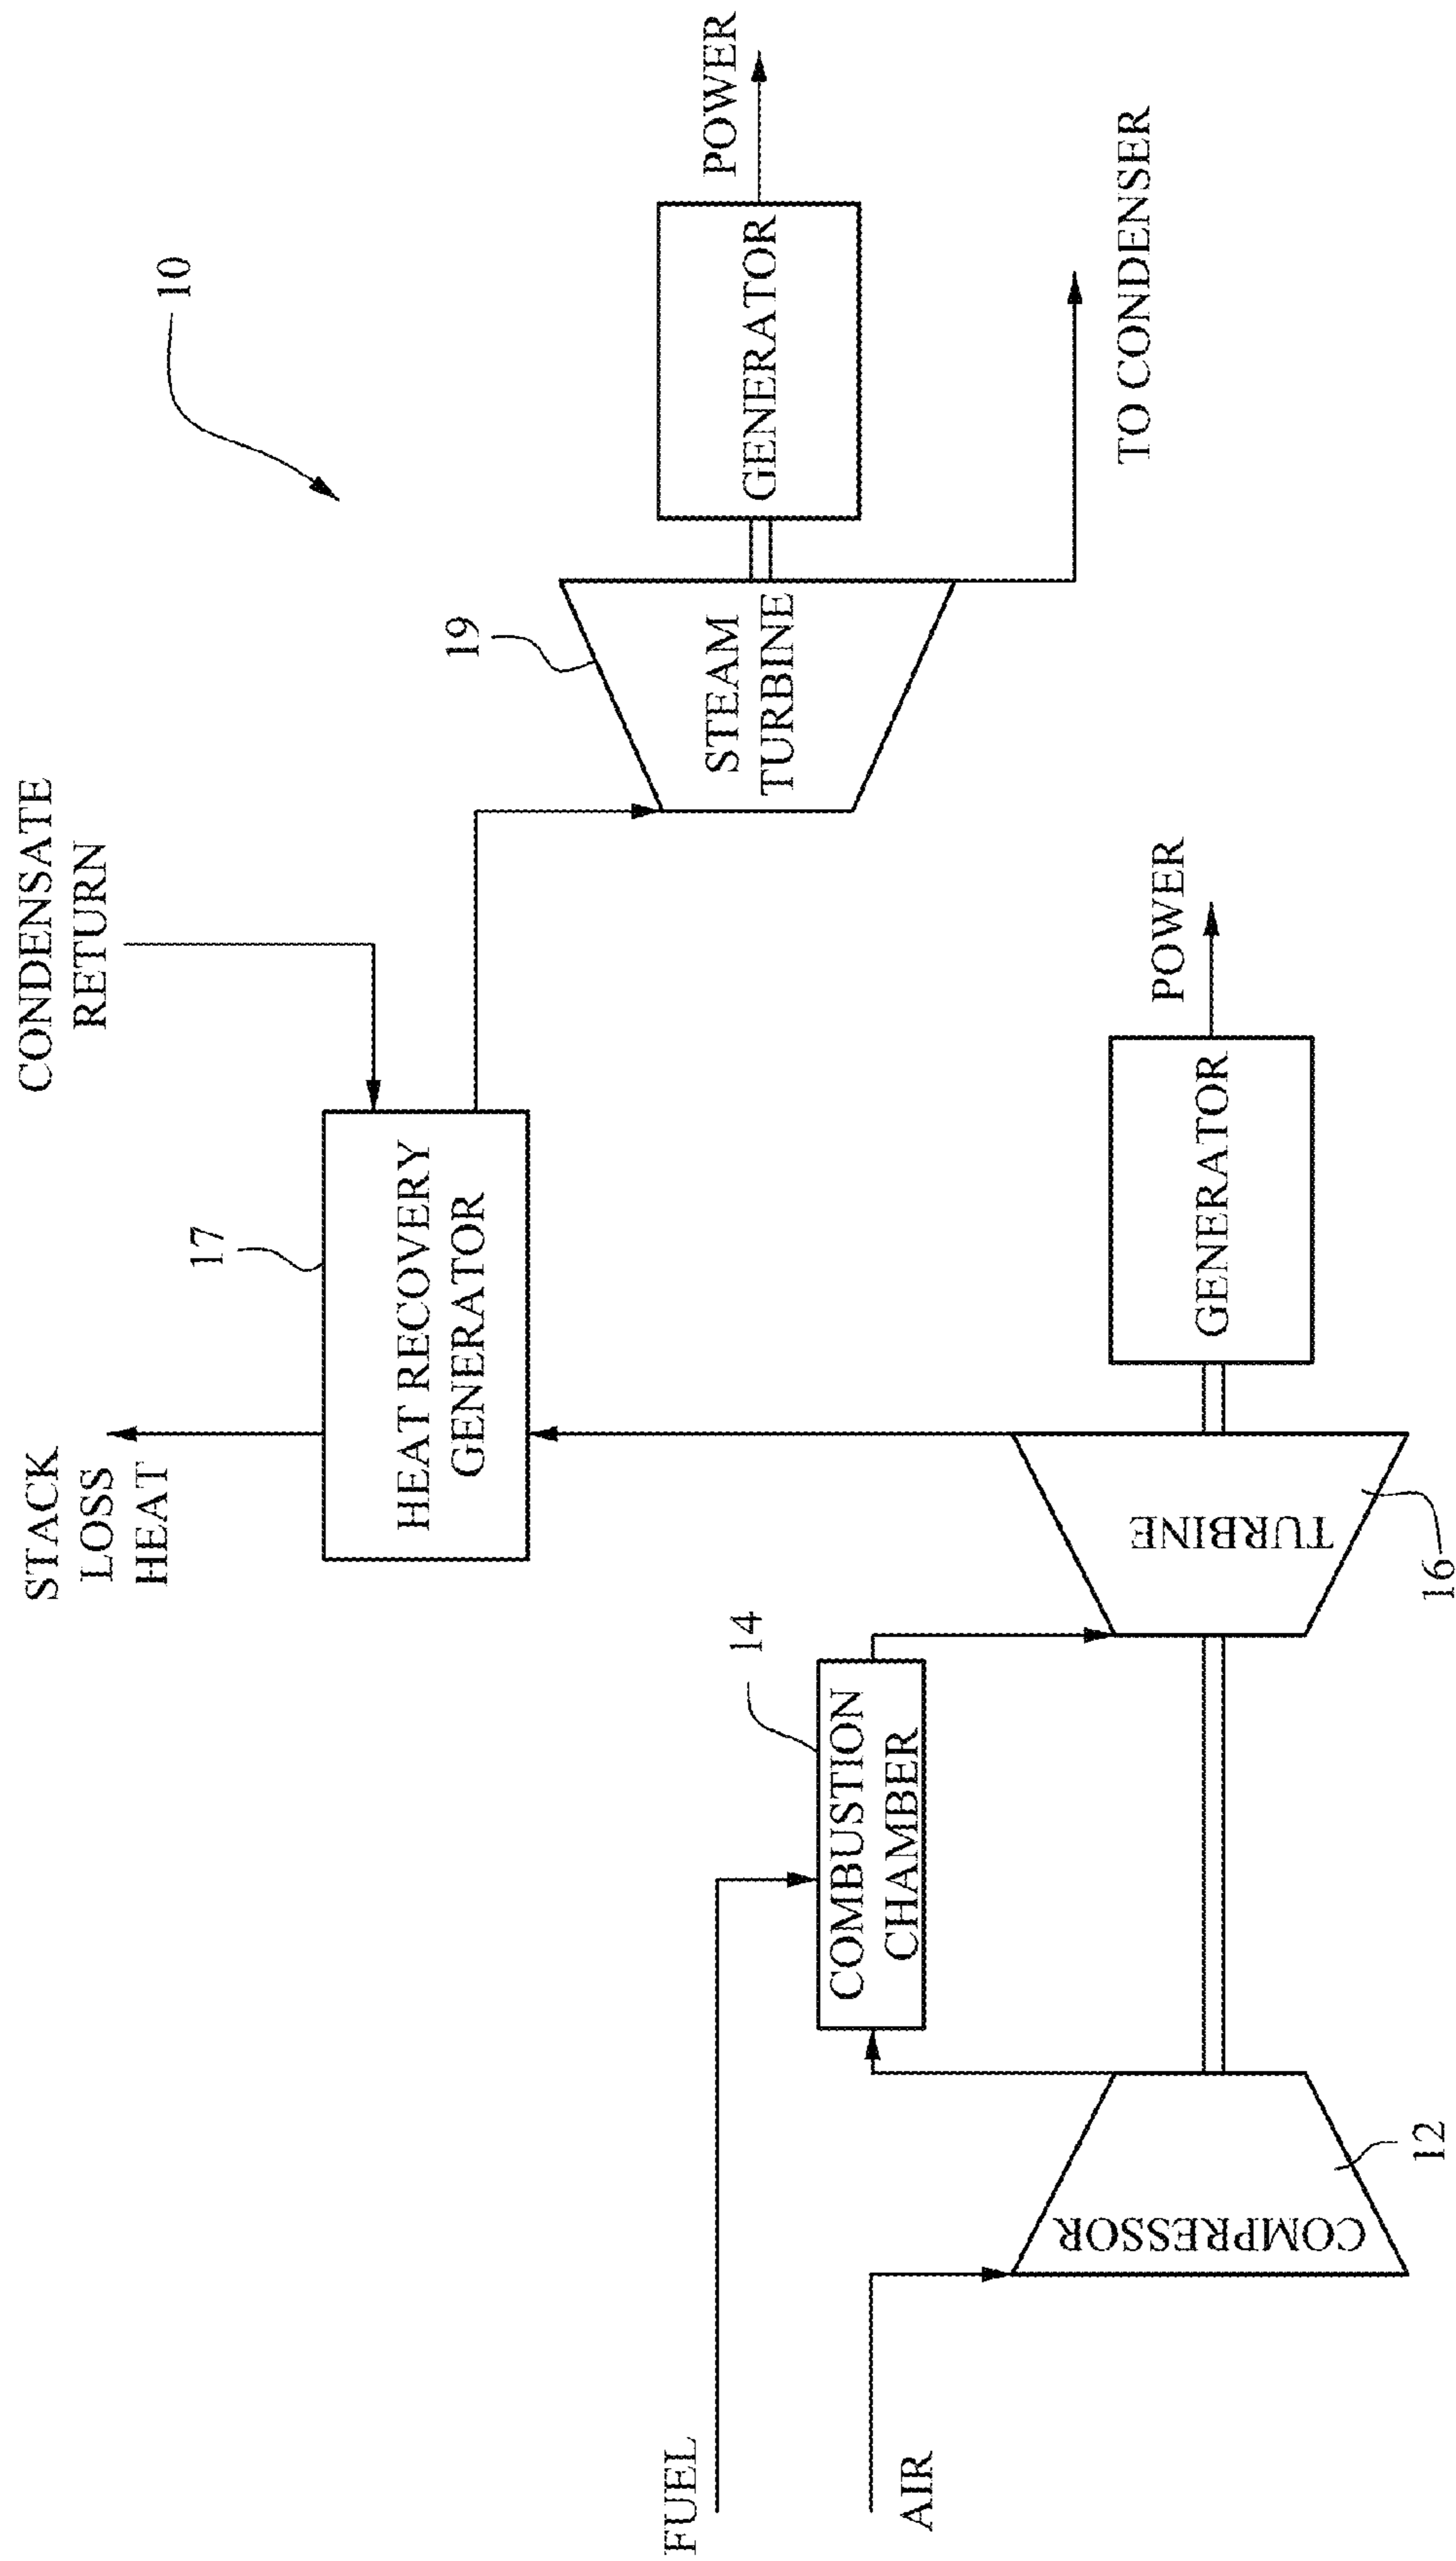 STACK
LOSS
HEAT
CONDENSATE
RETURN
10
17
HEAT RECOVERY
GENERATOR
19
STEAM
TURBINE
GENERATOR
POWER
TO CONDENSER
FUEL
AIR
14
COMBUSTION
CHAMBER
COMPRESSOR
12
TURBINE
16
GENERATOR
POWER